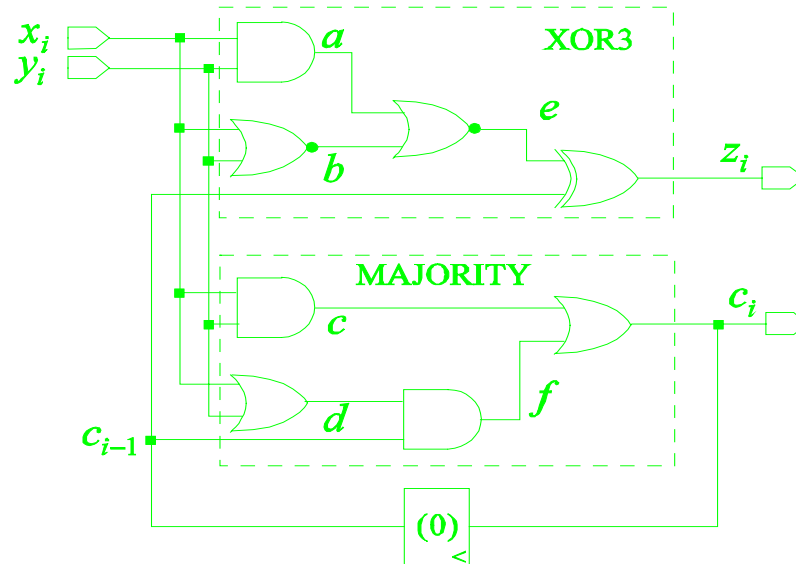 x_i
a
XOR3
y_i
e
b
z_i
MAJORITY
c_i
c
f
d
c_{i-1}
(0)
<